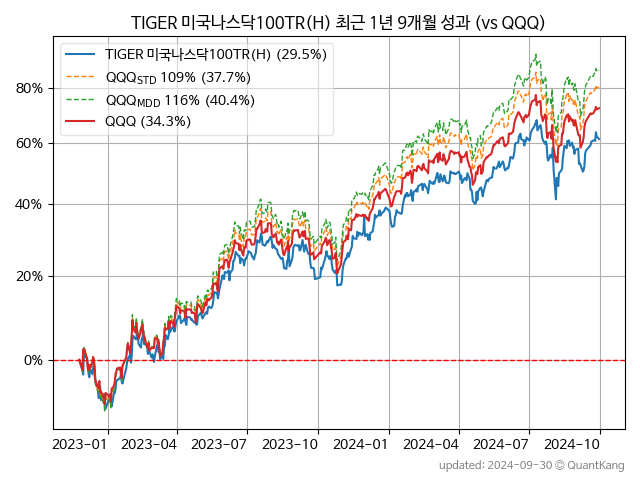 TIGER 미국나스닥100TR(H) 최근 1년 9개월 성과 (vs QQQ)
TIGER 미국나스닥100TR(H) (29.5%)
QQQSTD 109% (37.7%)
QQQMDD 116% (40.4%)
QQQ (34.3%)
80%
60%
40%
20%
0%
2023-01 2023-04 2023-07 2023-10 2024-01 2024-04 2024-07 2024-10
updated: 2024-09-30 © QuantKang